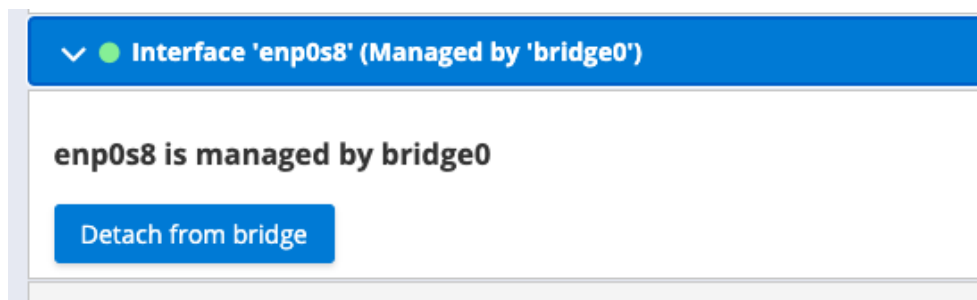 Interface 'enp0s8' (Managed by 'bridge0')
enp0s8 is managed by bridge0
Detach from bridge